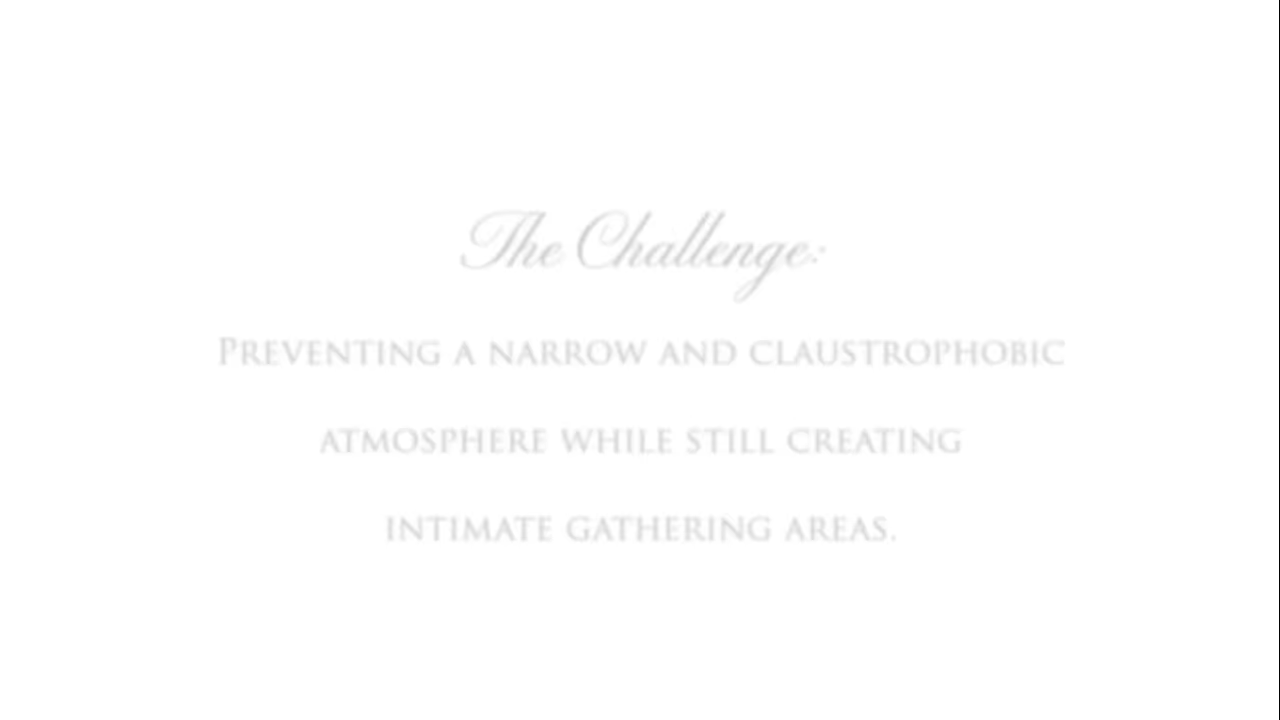 The Challenge:
PREVENTING A NARROW AND CLAUSTROPHOBIC
ATMOSPHERE WHILE STILL CREATING
INTIMATE GATHERING AREAS.